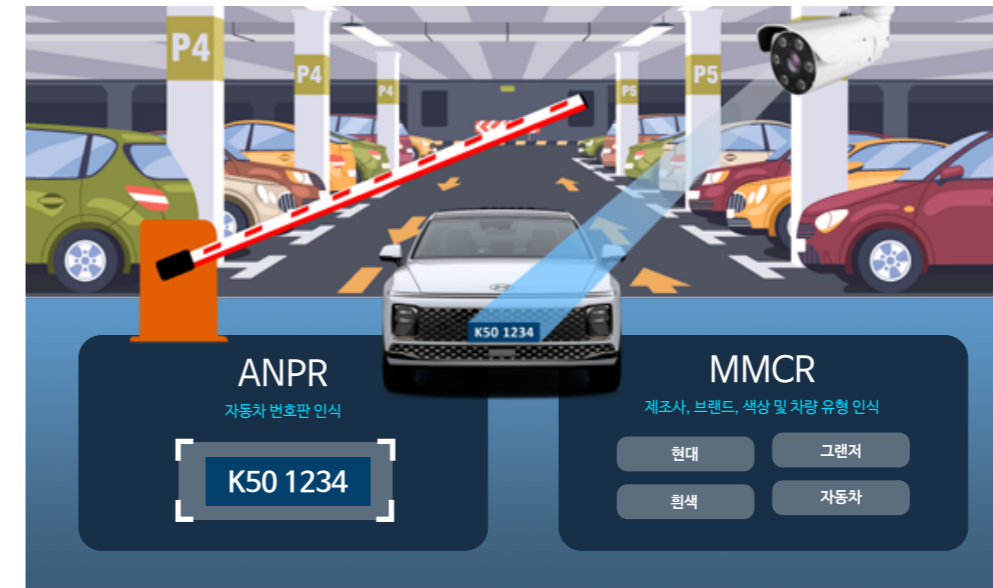 P4
P4
P4
P5
P5
K50 1234
ANPR
자동차 번호판 인식
K50 1234
MMCR
제조사, 브랜드, 색상 및 차량 유형 인식
현대
그랜저
흰색
자동차